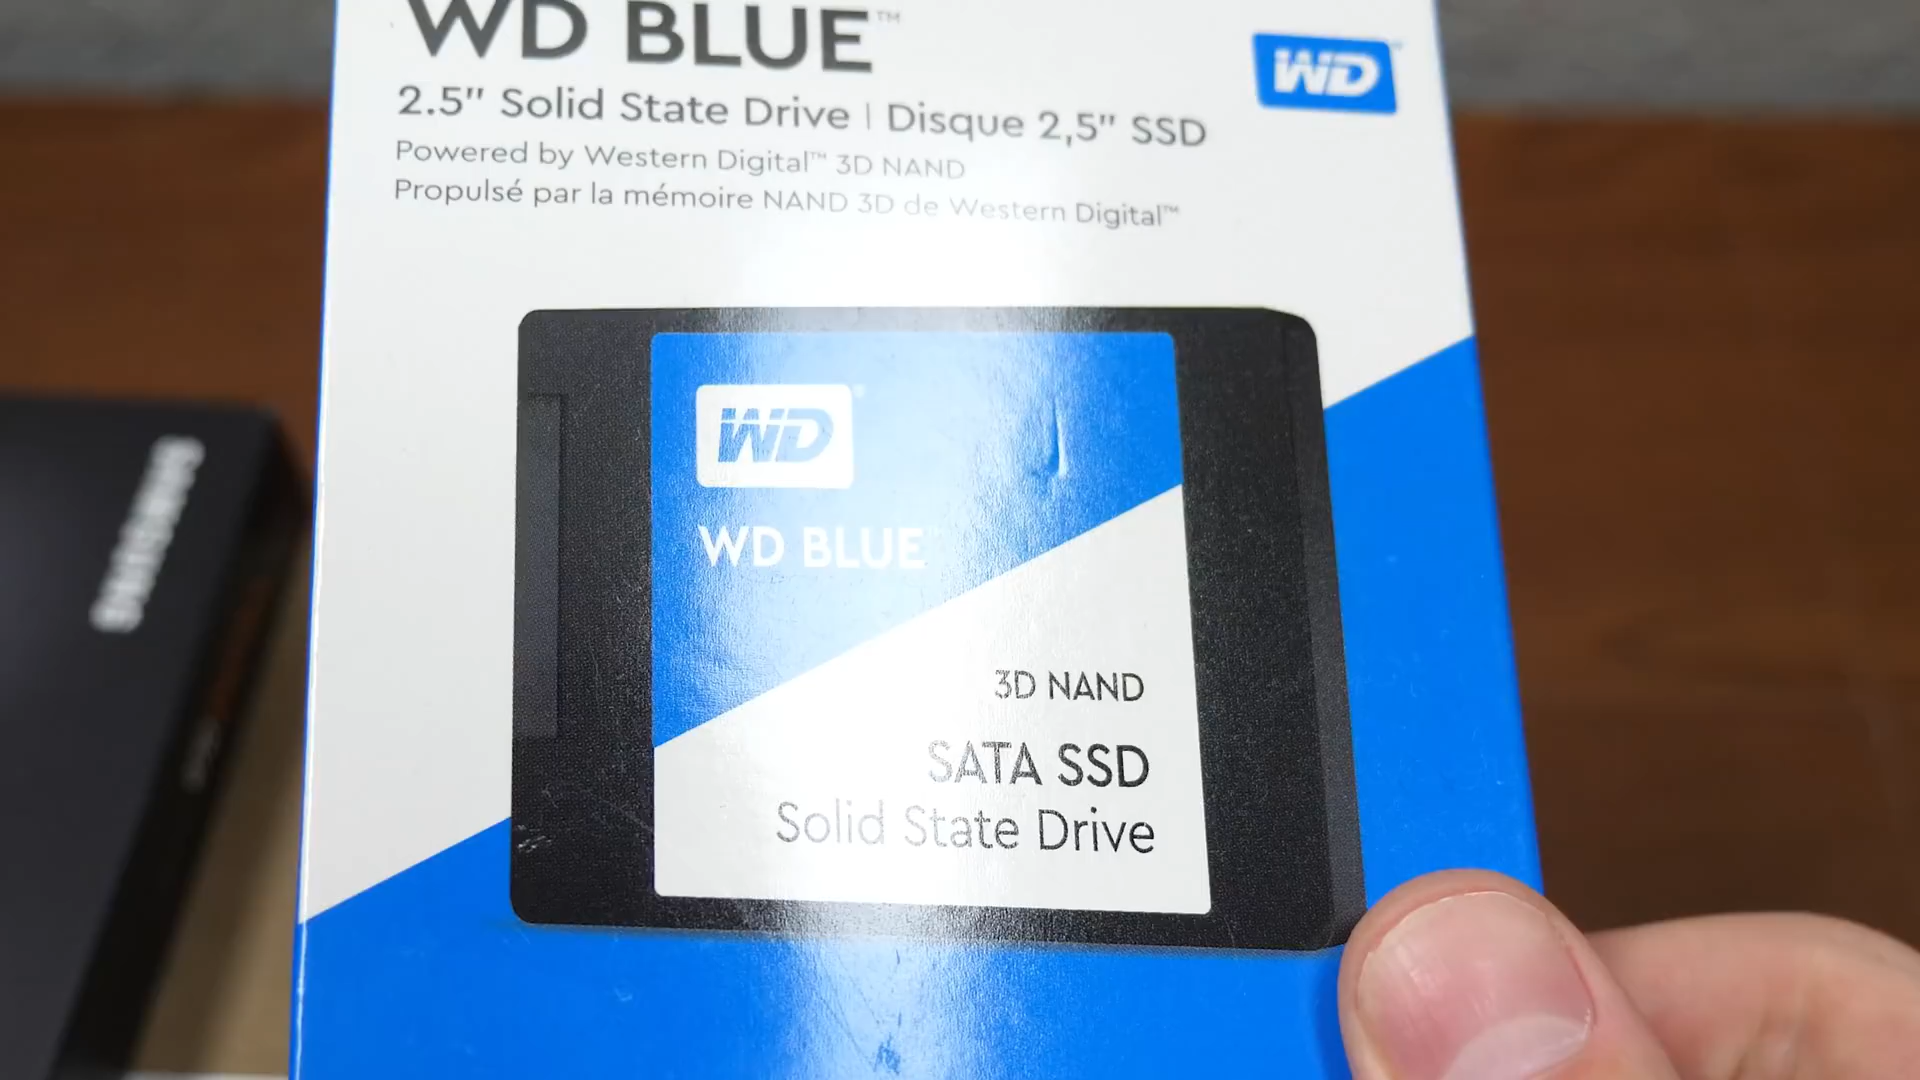 WD BLUE™
WD
2.5" Solid State Drive | Disque 2,5" SSD
Powered by Western Digital™ 3D NAND
Propulsé par la mémoire NAND 3D de Western Digital™
WD®
WD BLUE™
3D NAND
SATA SSD
Solid State Drive
SAMSUNG